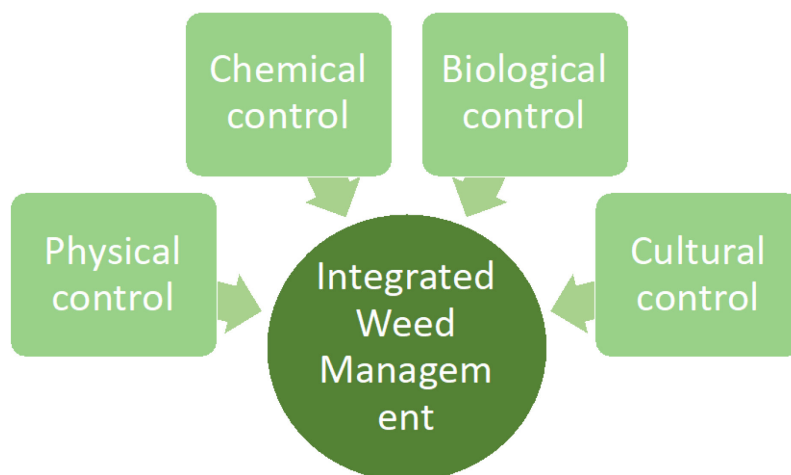 Chemical
control
Biological
control
Physical
control
Integrated
Weed
Managem
ent
Cultural
control